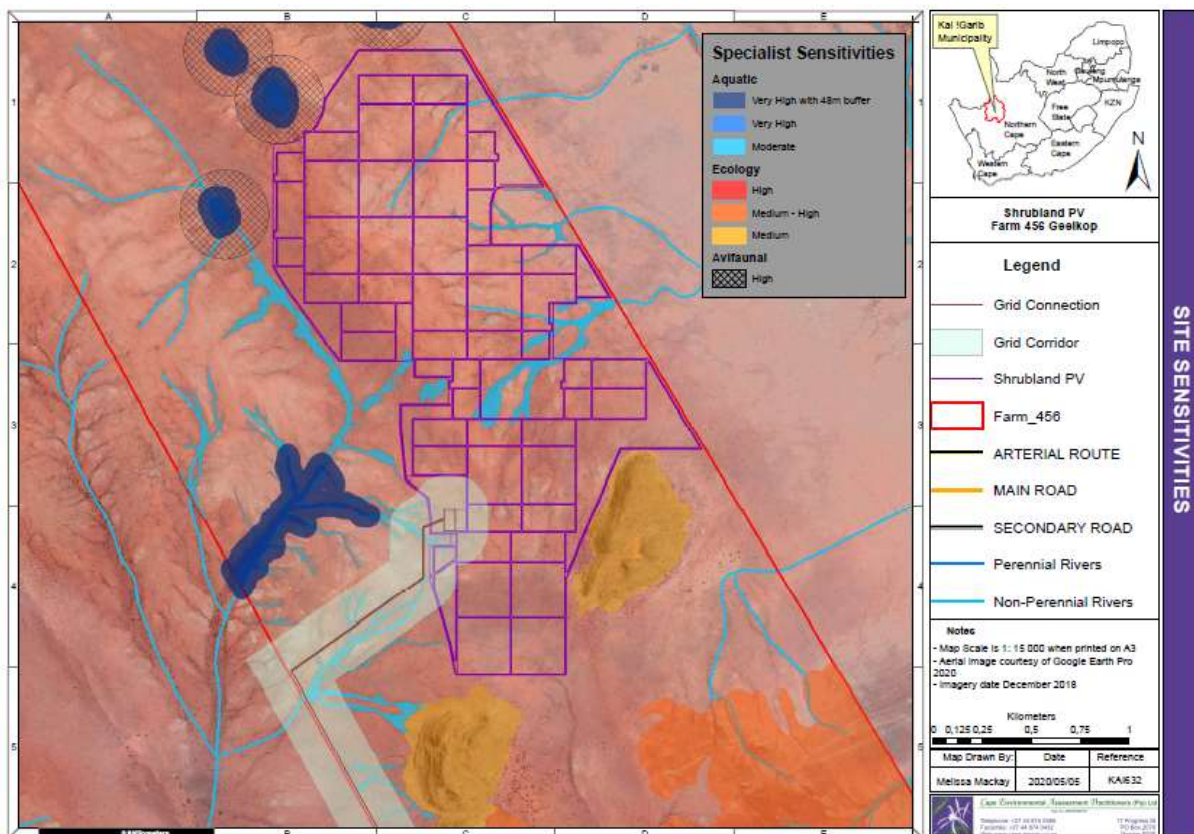 A B C D E
1
2
3
4
5
1
2
3
4
5
A
B
Specialist Sensitivities
Aquatic
Very High with 48m buffer
Very High
Moderate
Ecology
High
Medium - High
Medium
Avifaunal
High
Kai !Garib
Municipality
Limpopo
North
West
Gauteng
Mpumulanga
Free
State
KZN
Northern
Cape
Eastern
Cape
Western
Cape
N
Shrubland PV
Farm 456 Geelkop
Legend
Grid Connection
Grid Corridor
Shrubland PV
Farm_456
ARTERIAL ROUTE
MAIN ROAD
SECONDARY ROAD
Perennial Rivers
Non-Perennial Rivers
Notes
- Map Scale is 1: 15 000 when printed on A3
- Aerial Image courtesy of Google Earth Pro
2020
- Imagery date December 2018
Kilometers
0 0,125 0,25 0,5 0,75 1
Map Drawn By: Date Reference
Melissa Mackay 2020/05/05 KAI632
Cape Environmental Assessment Practitioners (Pty) Ltd
SITE SENSITIVITIES